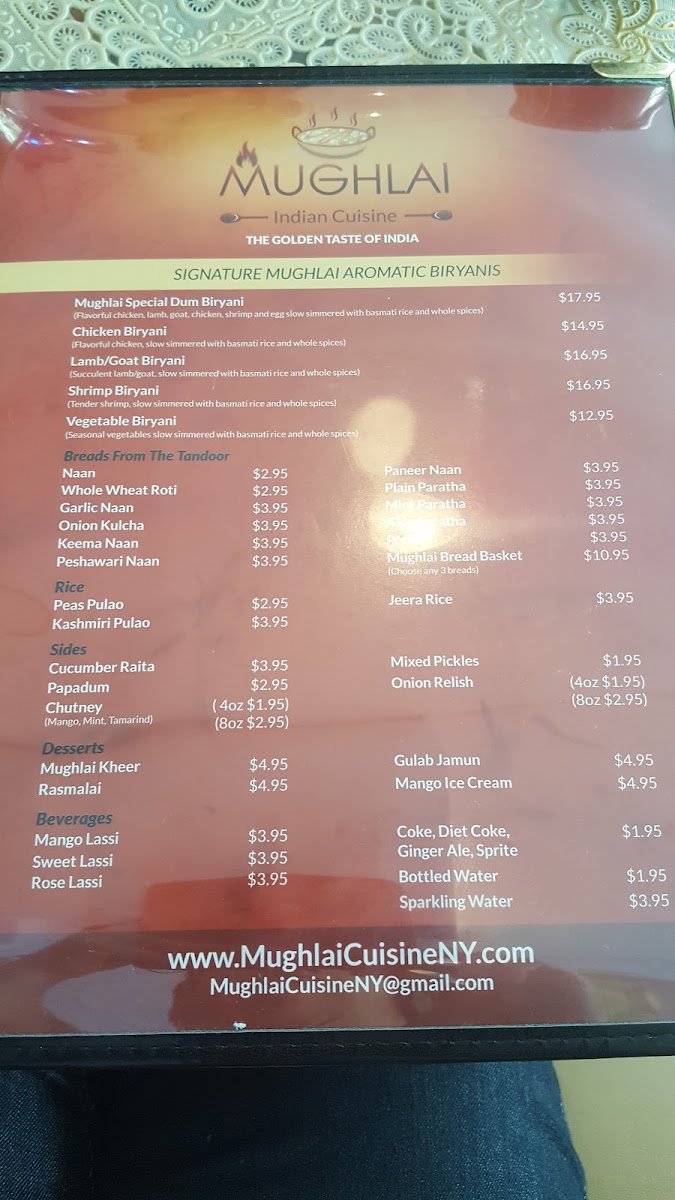 MUGHLAI
Indian Cuisine
THE GOLDEN TASTE OF INDIA
SIGNATURE MUGHLAI AROMATIC BIRYANIS
Mughlai Special Dum Biryani $17.95
(Flavorful chicken, lamb, goat, chicken, shrimp and egg slow simmered with basmati rice and whole spices)
Chicken Biryani $14.95
(Flavorful chicken, slow simmered with basmati rice and whole spices)
Lamb/Goat Biryani $16.95
(Succulent lamb/goat, slow simmered with basmati rice and whole spices)
Shrimp Biryani $16.95
(Tender shrimp, slow simmered with basmati rice and whole spices)
Vegetable Biryani $12.95
(Seasonal vegetables slow simmered with basmati rice and whole spices)
Breads From The Tandoor
Naan $2.95
Whole Wheat Roti $2.95
Garlic Naan $3.95
Onion Kulcha $3.95
Keema Naan $3.95
Peshawari Naan $3.95
Paneer Naan $3.95
Plain Paratha $3.95
Mint Paratha $3.95
Paratha $3.95
$3.95
Mughlai Bread Basket $10.95
(Choose any 3 breads)
Rice
Peas Pulao $2.95
Kashmiri Pulao $3.95
Jeera Rice $3.95
Sides
Cucumber Raita $3.95
Papadum $2.95
Chutney (4oz $1.95)
(Mango, Mint, Tamarind) (8oz $2.95)
Mixed Pickles $1.95
Onion Relish (4oz $1.95)
(8oz $2.95)
Desserts
Mughlai Kheer $4.95
Rasmalai $4.95
Gulab Jamun $4.95
Mango Ice Cream $4.95
Beverages
Mango Lassi $3.95
Sweet Lassi $3.95
Rose Lassi $3.95
Coke, Diet Coke, $1.95
Ginger Ale, Sprite
Bottled Water $1.95
Sparkling Water $3.95
www.MughlaiCuisineNY.com
MughlaiCuisineNY@gmail.com